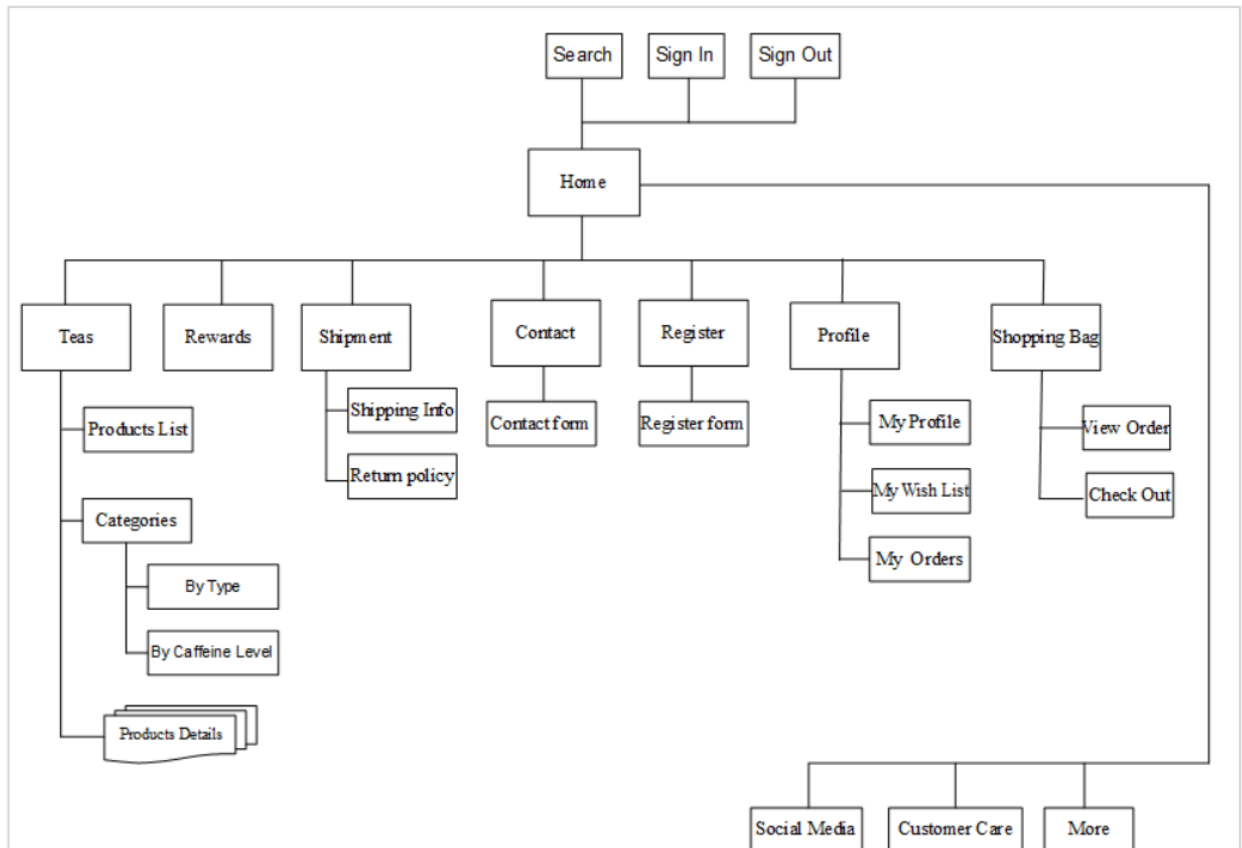 Search
Sign In
Sign Out
Home
Teas
Rewards
Shipment
Contact
Register
Profile
Shopping Bag
Products List
Categories
By Type
By Caffeine Level
Products Details
Shipping Info
Return policy
Contact form
Register form
My Profile
My Wish List
My Orders
View Order
Check Out
Social Media
Customer Care
More